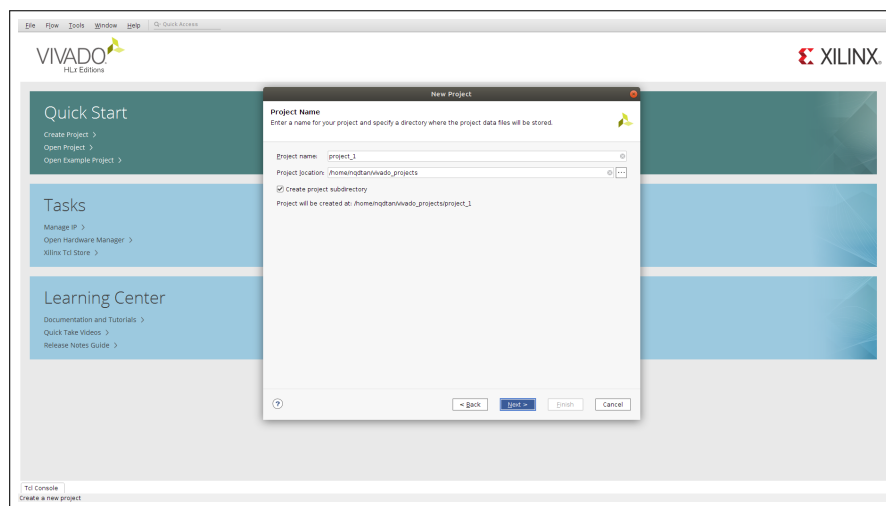 File Flow Tools Window Help Quick Access
VIVADO.
HLx Editions
XILINX.
Quick Start
Create Project >
Open Project >
Open Example Project >
Tasks
Manage IP >
Open Hardware Manager >
Xilinx Tcl Store >
Learning Center
Documentation and Tutorials >
Quick Take Videos >
Release Notes Guide >
New Project
Project Name
Enter a name for your project and specify a directory where the project data files will be stored.
Project name: project_1
Project location: /home/nqdtan/vivado_projects
Create project subdirectory
Project will be created at: /home/nqdtan/vivado_projects/project_1
? < Back Next > Finish Cancel
Tcl Console
Create a new project